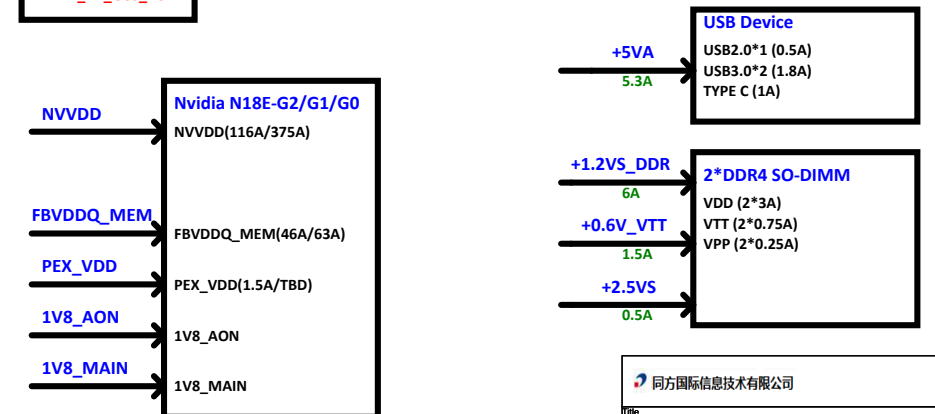 NVVDD
FBVDDQ_MEM
PEX_VDD
1V8_AON
1V8_MAIN
Nvidia N18E-G2/G1/G0
NVVDD(116A/375A)
FBVDDQ_MEM(46A/63A)
PEX_VDD(1.5A/TBD)
1V8_AON
1V8_MAIN
+5VA
5.3A
USB Device
USB2.0*1 (0.5A)
USB3.0*2 (1.8A)
TYPE C (1A)
+1.2VS_DDR
6A
+0.6V_VTT
1.5A
+2.5VS
0.5A
2*DDR4 SO-DIMM
VDD (2*3A)
VTT (2*0.75A)
VPP (2*0.25A)
同方国际信息技术有限公司
Title